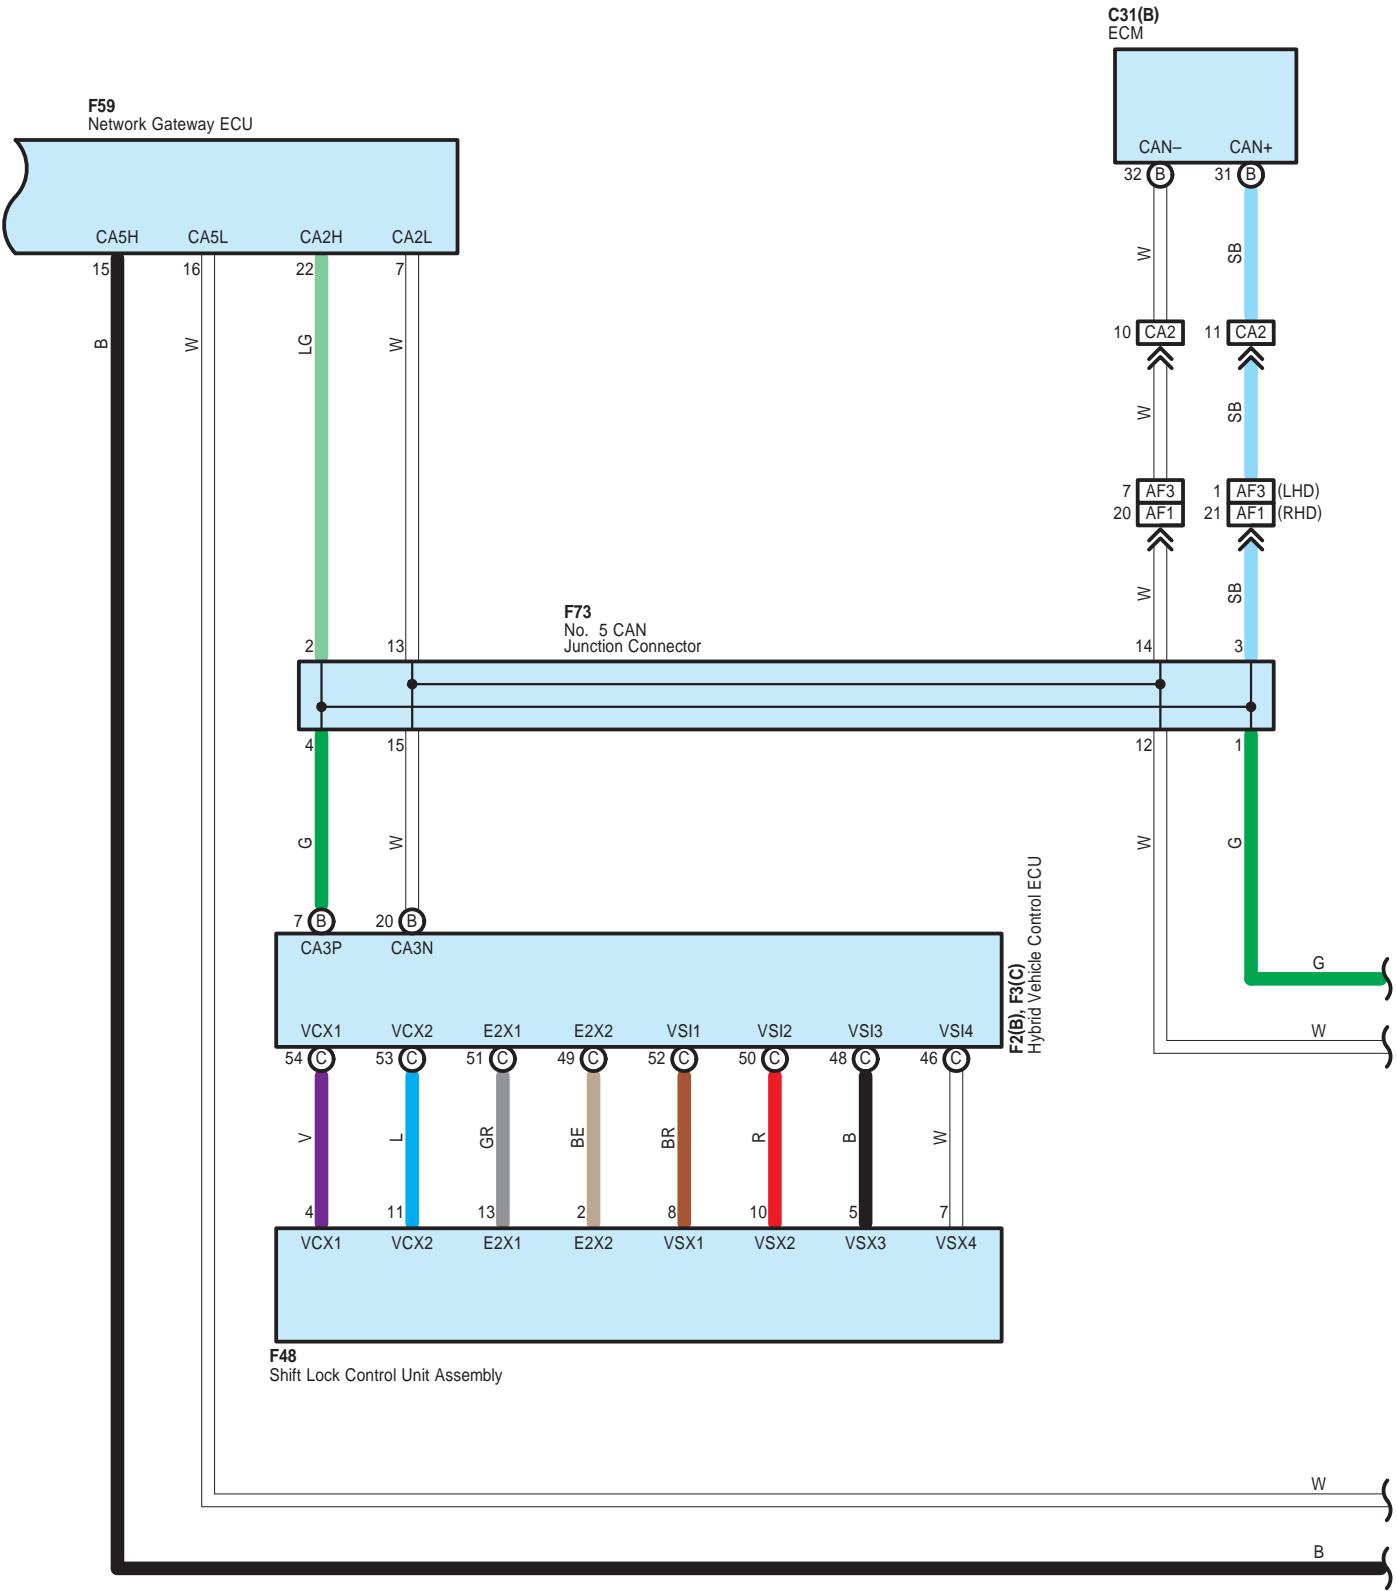 C31(B)
ECM
CAN– CAN+
32 B 31 B
F59
Network Gateway ECU
CA5H CA5L CA2H CA2L
15 16 22 7
B W LG W
W SB
10 CA2 11 CA2
W SB
7 AF3 1 AF3 (LHD)
20 AF1 21 AF1 (RHD)
W SB
F73
No. 5 CAN
Junction Connector
2 13 14 3
4 15 12 1
G W W G
7 B 20 B
CA3P CA3N
F2(B), F3(C)
Hybrid Vehicle Control ECU
VCX1 VCX2 E2X1 E2X2 VSI1 VSI2 VSI3 VSI4
54 C 53 C 51 C 49 C 52 C 50 C 48 C 46 C
G
W
V L GR BE BR R B W
4 11 13 2 8 10 5 7
VCX1 VCX2 E2X1 E2X2 VSX1 VSX2 VSX3 VSX4
F48
Shift Lock Control Unit Assembly
W
B